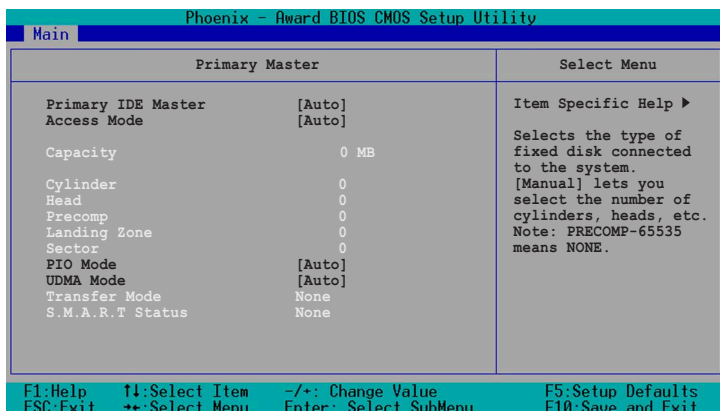 Phoenix - Award BIOS CMOS Setup Utility
Main
Primary Master
Select Menu
Primary IDE Master [Auto]
Access Mode [Auto]
Capacity 0 MB
Cylinder 0
Head 0
Precomp 0
Landing Zone 0
Sector 0
PIO Mode [Auto]
UDMA Mode [Auto]
Transfer Mode None
S.M.A.R.T Status None
Item Specific Help ▶
Selects the type of
fixed disk connected
to the system.
[Manual] lets you
select the number of
cylinders, heads, etc.
Note: PRECOMP-65535
means NONE.
F1:Help ↑↓:Select Item -/+: Change Value F5:Setup Defaults
ESC:Exit →←:Select Menu Enter: Select SubMenu F10:Save and Exit